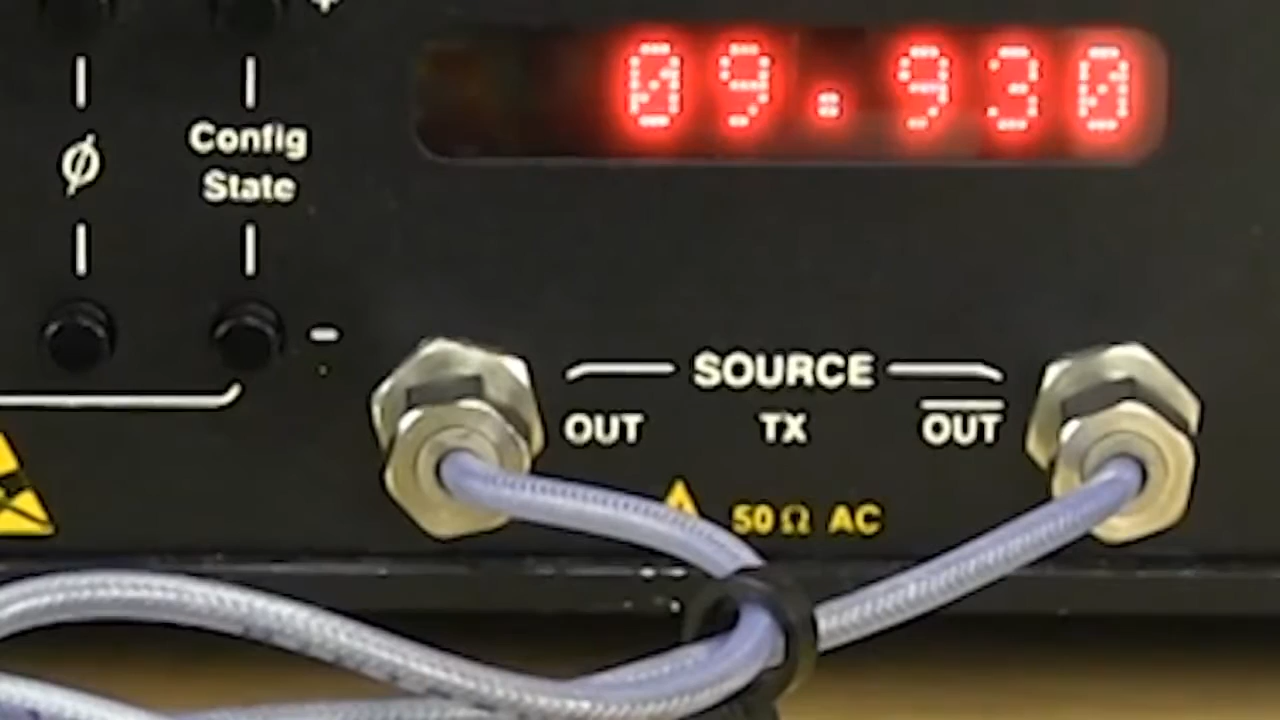 09.930
+
Config
State
ø
-
SOURCE
OUT TX OUT
50Ω AC